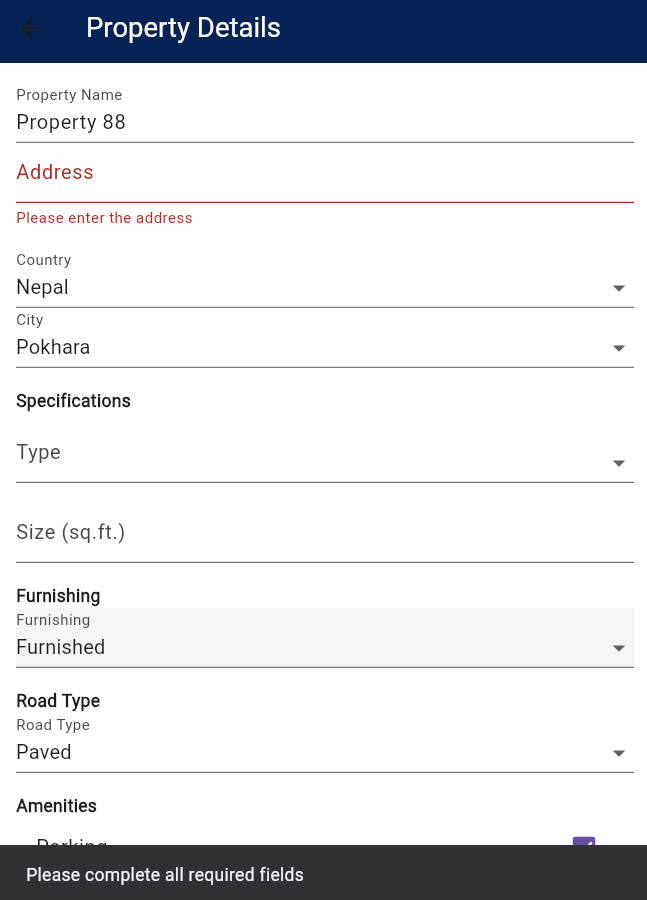 Property Details
Property Name
Property 88
Address
Please enter the address
Country
Nepal
City
Pokhara
Specifications
Type
Size (sq.ft.)
Furnishing
Furnishing
Furnished
Road Type
Road Type
Paved
Amenities
Parking
Please complete all required fields